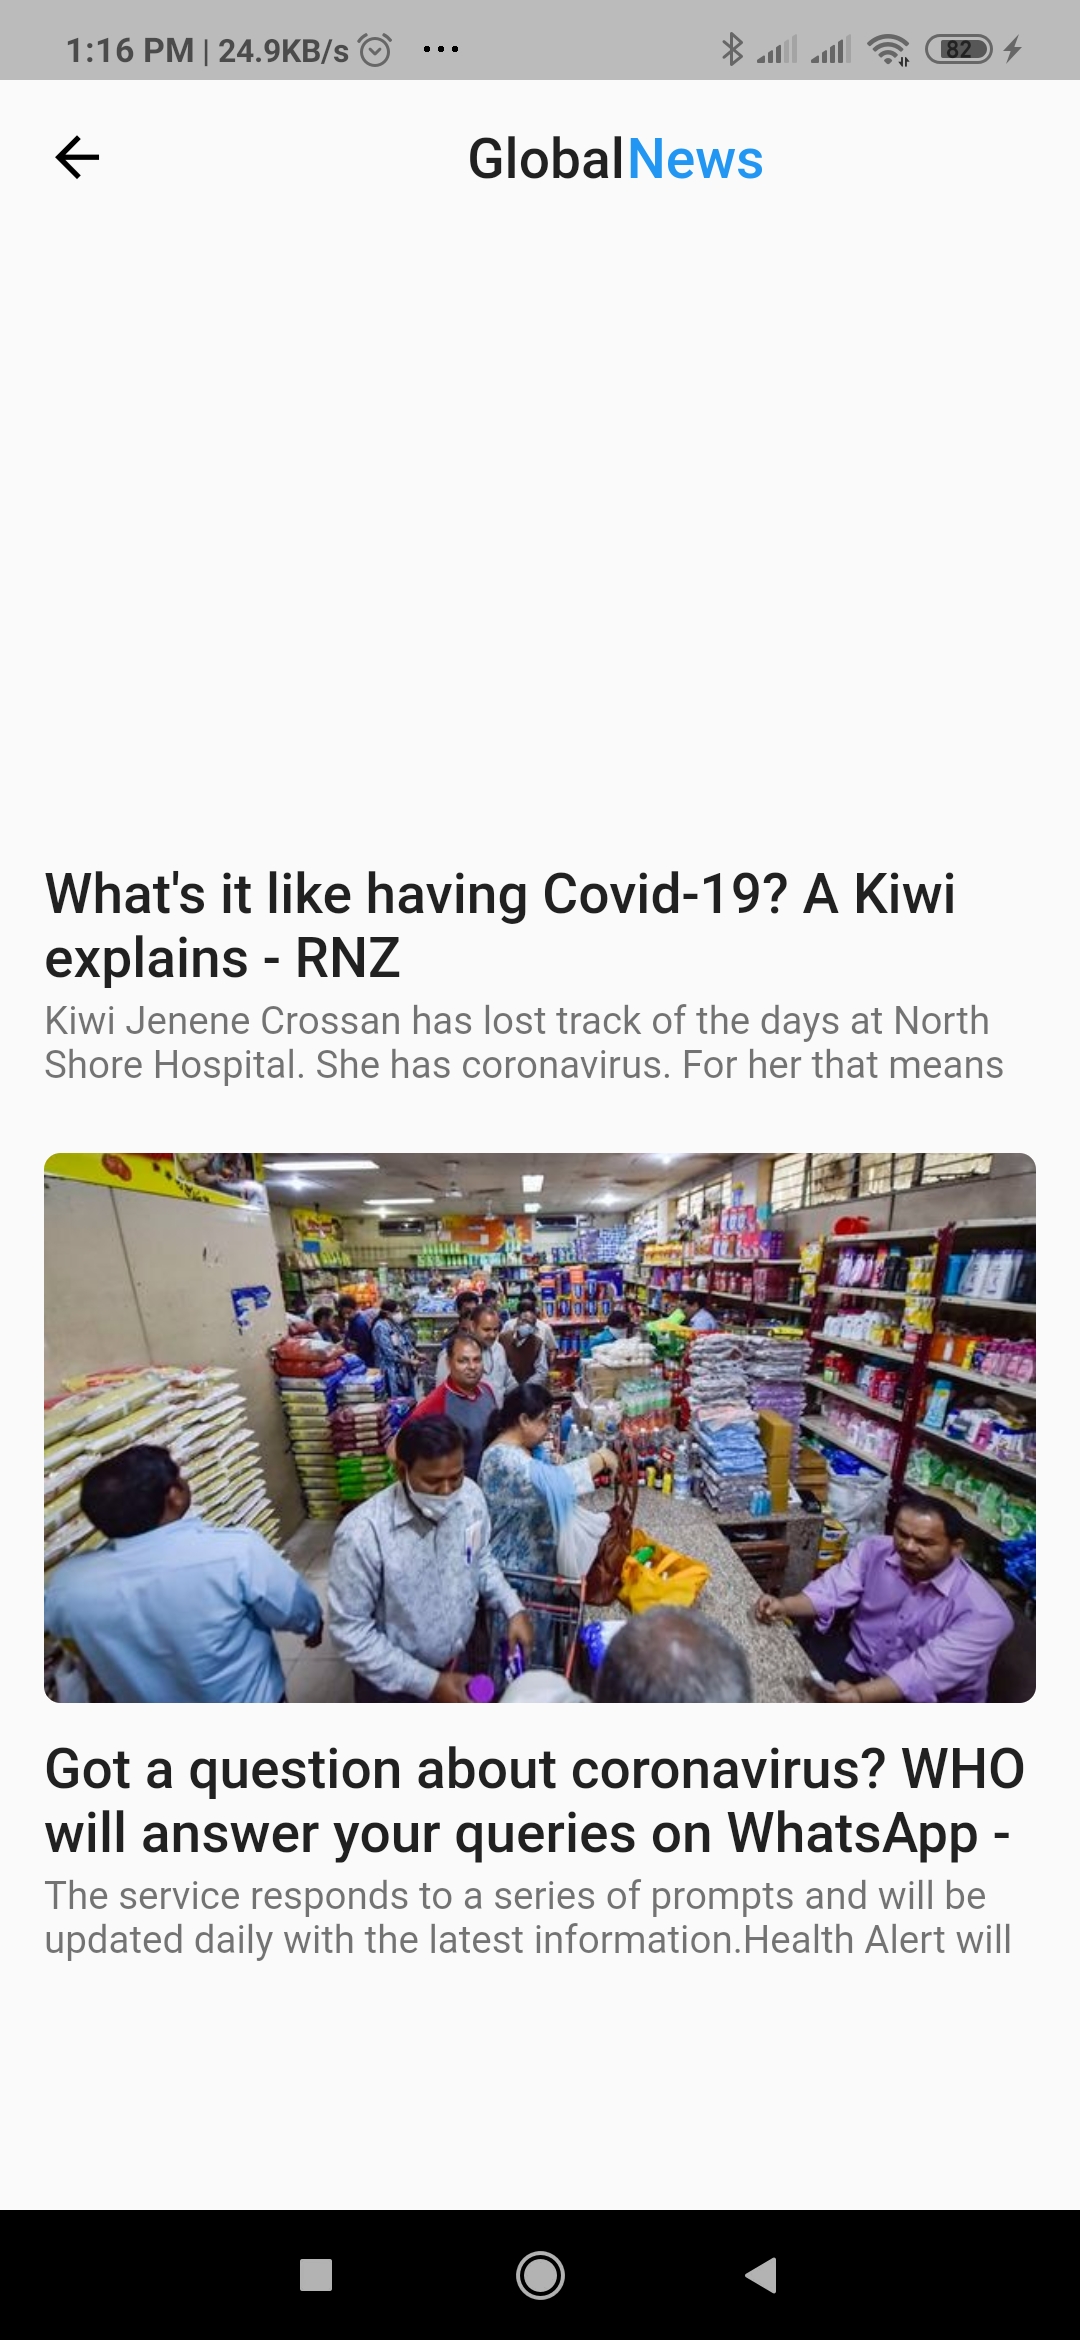 1:16 PM | 24.9KB/s ... 82
GlobalNews
What's it like having Covid-19? A Kiwi
explains - RNZ
Kiwi Jenene Crossan has lost track of the days at North
Shore Hospital. She has coronavirus. For her that means
Got a question about coronavirus? WHO
will answer your queries on WhatsApp -
The service responds to a series of prompts and will be
updated daily with the latest information.Health Alert will